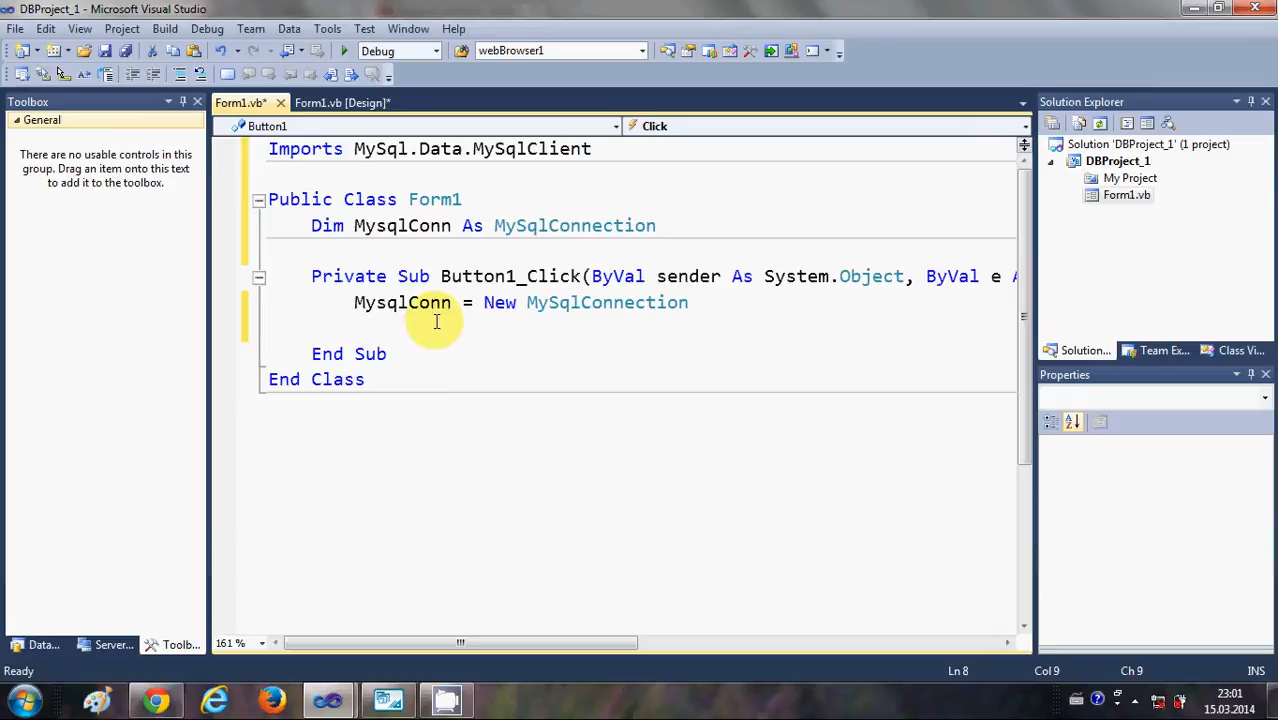 DBProject_1 - Microsoft Visual Studio
File Edit View Project Build Debug Team Data Tools Test Window Help
Debug webBrowser1
Toolbox
General
There are no usable controls in this
group. Drag an item onto this text
to add it to the toolbox.
Data... Server... Toolb...
Form1.vb* Form1.vb [Design]*
Button1 Click
Imports MySql.Data.MySqlClient
Public Class Form1
Dim MysqlConn As MySqlConnection
Private Sub Button1_Click(ByVal sender As System.Object, ByVal e A
MysqlConn = New MySqlConnection
End Sub
End Class
161 %
Solution Explorer
Solution 'DBProject_1' (1 project)
DBProject_1
My Project
Form1.vb
Solution... Team Ex... Class Vi...
Properties
Ready Ln 8 Col 9 Ch 9 INS
23:01
15.03.2014